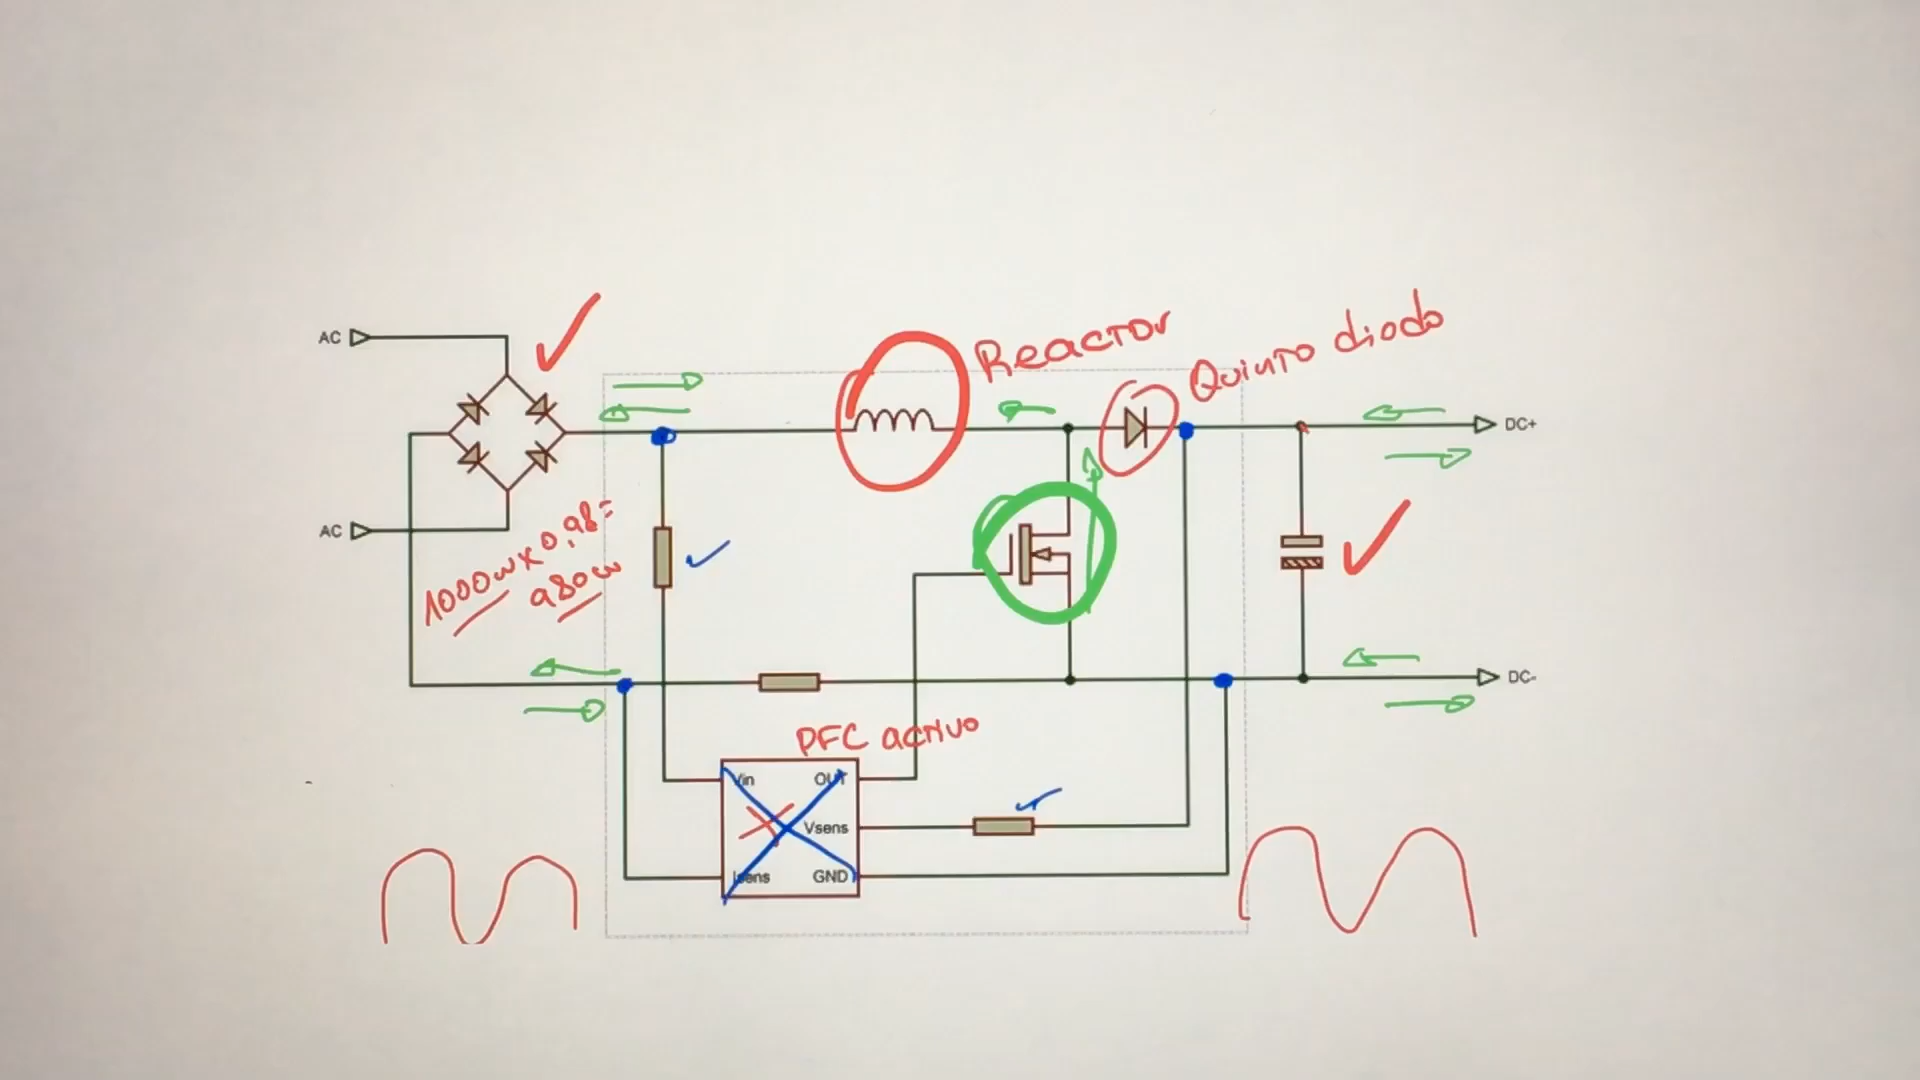 Reactor
Quinto diodo
AC
DC+
AC
1000w x 0,98 =
980w
DC-
PFC activo
Vin
OUT
Vsens
Isens
GND